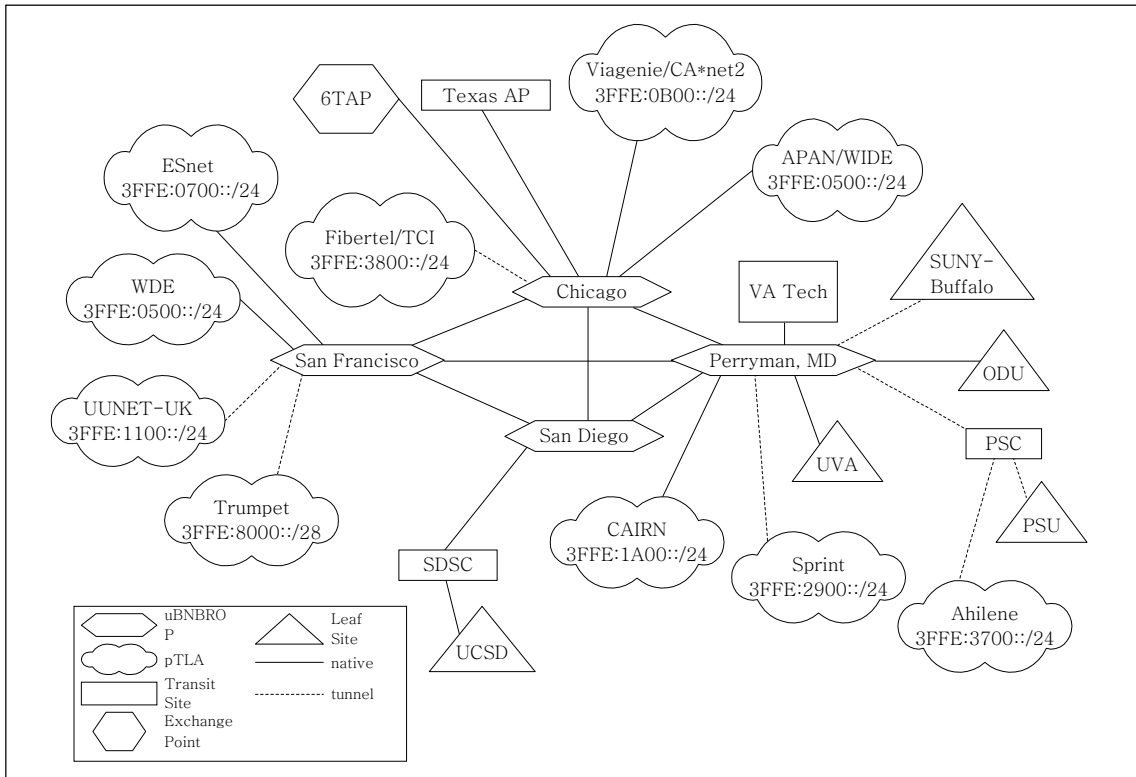 Viagenie/CA*net2
3FFE:0B00::/24
6TAP
Texas AP
ESnet
3FFE:0700::/24
APAN/WIDE
3FFE:0500::/24
Fibertel/TCI
3FFE:3800::/24
SUNY-
Buffalo
WDE
3FFE:0500::/24
Chicago
VA Tech
San Francisco
Perryman, MD
ODU
UUNET-UK
3FFE:1100::/24
San Diego
UVA
PSC
Trumpet
3FFE:8000::/28
CAIRN
3FFE:1A00::/24
PSU
SDSC
Sprint
3FFE:2900::/24
Ahilene
3FFE:3700::/24
UCSD
uBNBRO
P
Leaf
Site
pTLA
native
Transit
Site
tunnel
Exchange
Point